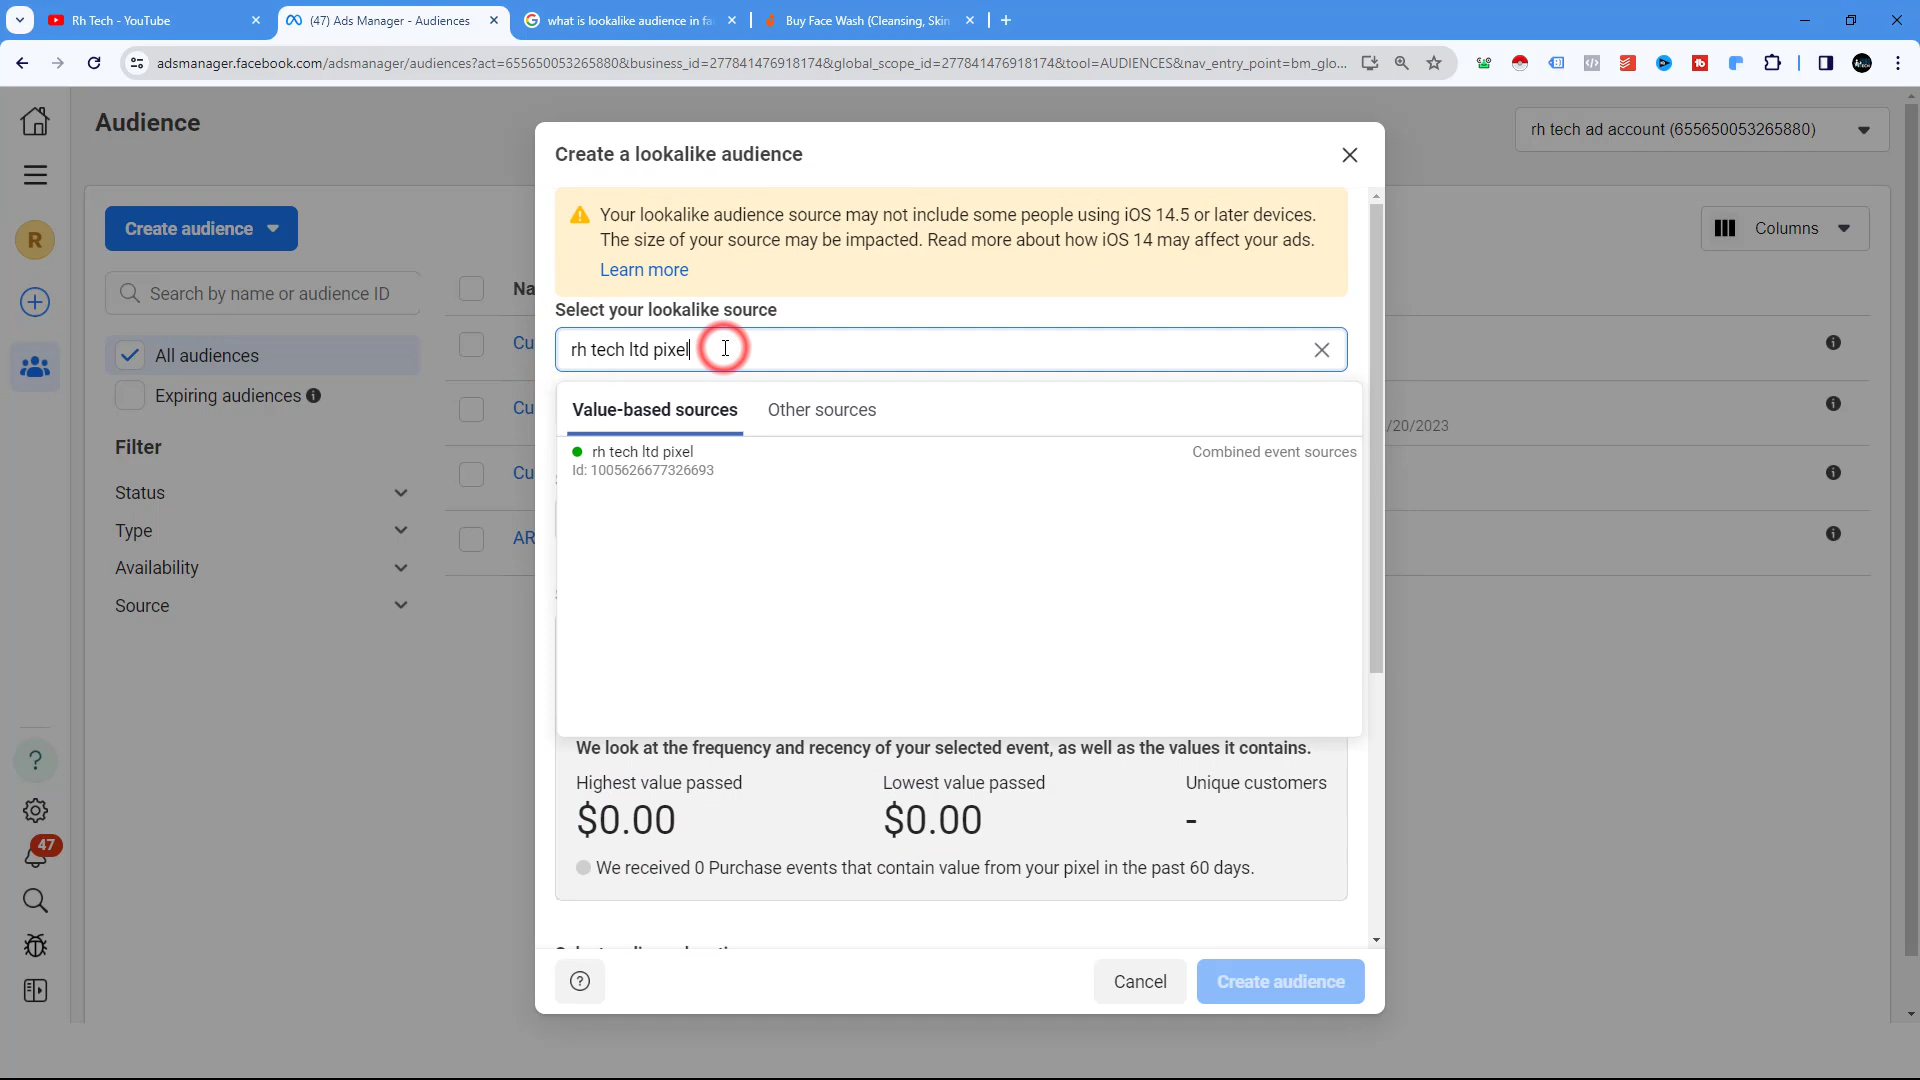 Rh Tech - YouTube
(47) Ads Manager - Audiences
what is lookalike audience in fa
Buy Face Wash (Cleansing, Skin
adsmanager.facebook.com/adsmanager/audiences?act=655650053265880&business_id=277841476918174&global_scope_id=277841476918174&tool=AUDIENCES&nav_entry_point=bm_glo...
Audience
rh tech ad account (655650053265880)
Create a lookalike audience
Your lookalike audience source may not include some people using iOS 14.5 or later devices.
The size of your source may be impacted. Read more about how iOS 14 may affect your ads.
Learn more
Create audience
Columns
R
Search by name or audience ID
Na
Select your lookalike source
rh tech ltd pixel
All audiences
Cu
Expiring audiences
Cu
/20/2023
Value-based sources
Other sources
Filter
rh tech ltd pixel
Combined event sources
Id: 1005626677326693
Cu
Status
Type
AR
Availability
Source
We look at the frequency and recency of your selected event, as well as the values it contains.
Highest value passed
Lowest value passed
Unique customers
$0.00
$0.00
-
We received 0 Purchase events that contain value from your pixel in the past 60 days.
47
Cancel
Create audience